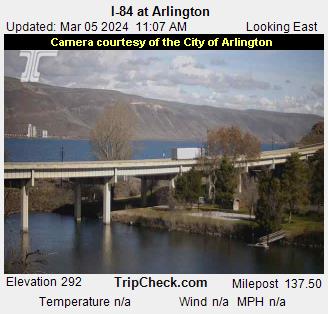 I-84 at Arlington
Updated: Mar 05 2024 11:07 AM Looking East
Camera courtesy of the City of Arlington
Elevation 292 TripCheck.com Milepost 137.50
Temperature n/a Wind n/a MPH n/a